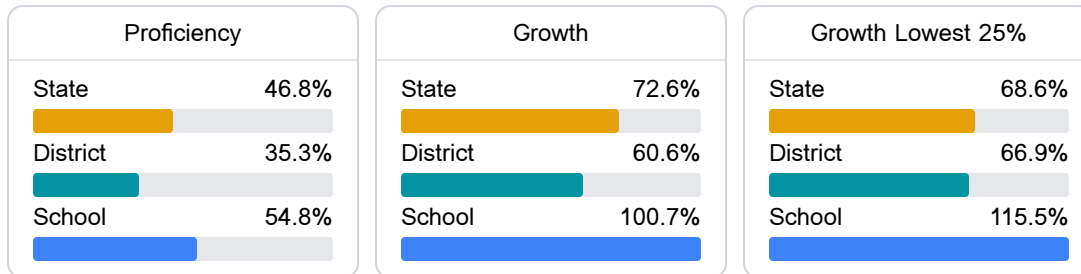 Proficiency
State 46.8%
District 35.3%
School 54.8%
Growth
State 72.6%
District 60.6%
School 100.7%
Growth Lowest 25%
State 68.6%
District 66.9%
School 115.5%